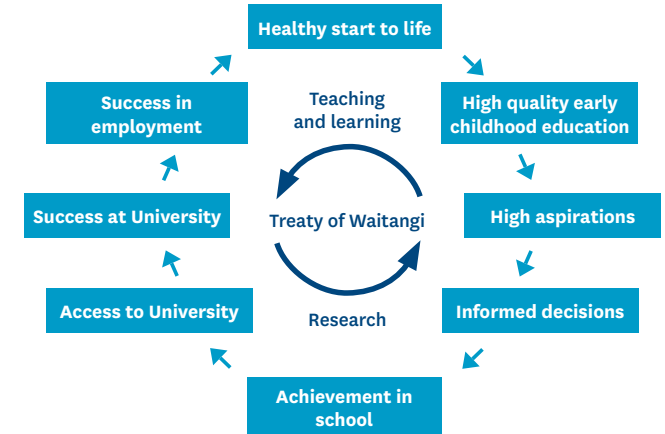 Healthy start to life
High quality early
childhood education
High aspirations
Informed decisions
Achievement in
school
Access to University
Success at University
Success in
employment
Teaching
and learning
Treaty of Waitangi
Research